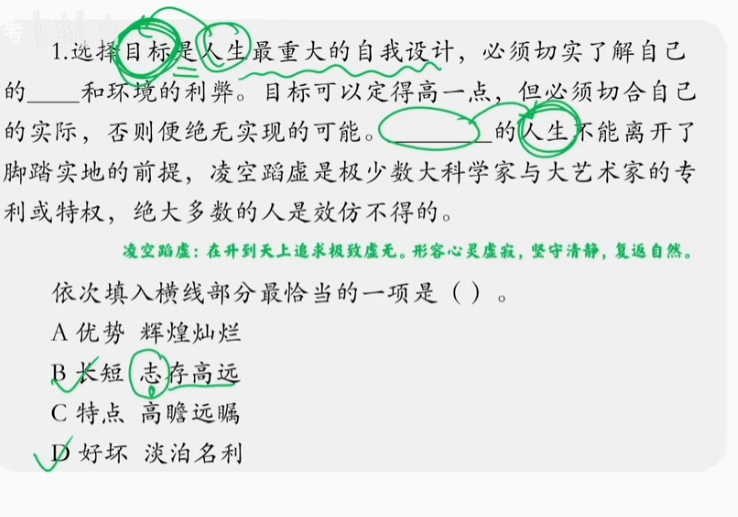 考
1.选择目标是人生最重大的自我设计，必须切实了解自己
的____和环境的利弊。目标可以定得高一点，但必须切合自己
的实际，否则便绝无实现的可能。________的人生不能离开了
脚踏实地的前提，凌空蹈虚是极少数大科学家与大艺术家的专
利或特权，绝大多数的人是效仿不得的。
凌空蹈虚：在升到天上追求极致虚无。形容心灵虚寂，坚守清静，复返自然。
依次填入横线部分最恰当的一项是（ ）。
A 优势 辉煌灿烂
B 长短 志存高远
C 特点 高瞻远瞩
D 好坏 淡泊名利